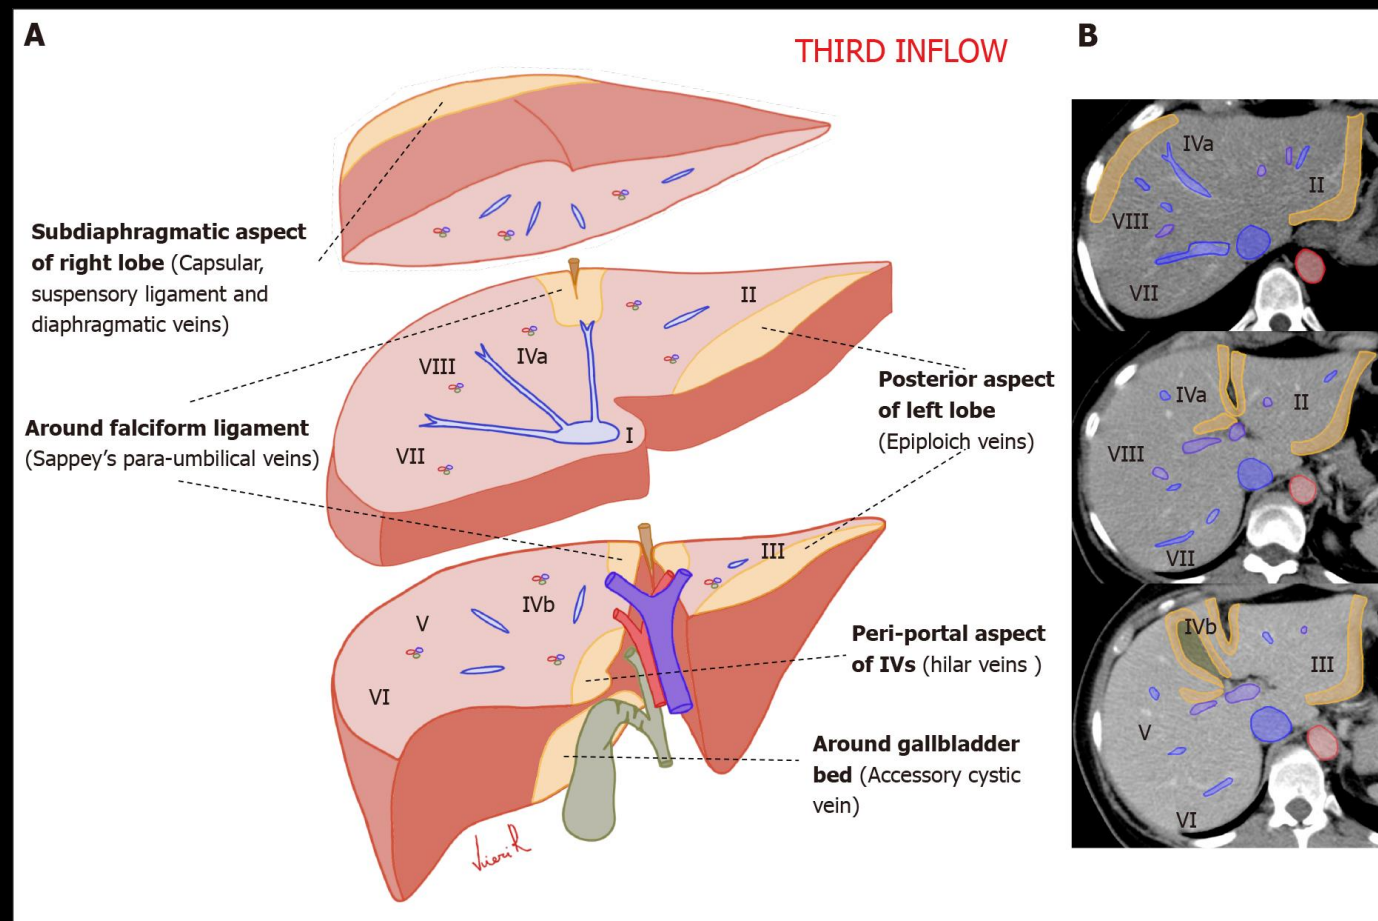 A
THIRD INFLOW
B
Subdiaphragmatic aspect
of right lobe (Capsular,
suspensory ligament and
diaphragmatic veins)
II
IVa
VIII
I
VII
Around falciform ligament
(Sappey's para-umbilical veins)
Posterior aspect
of left lobe
(Epiploich veins)
III
IVb
V
VI
Peri-portal aspect
of IVs (hilar veins )
Around gallbladder
bed (Accessory cystic
vein)
IVa
II
VIII
VII
IVa
II
VIII
VII
IVb
III
V
VI